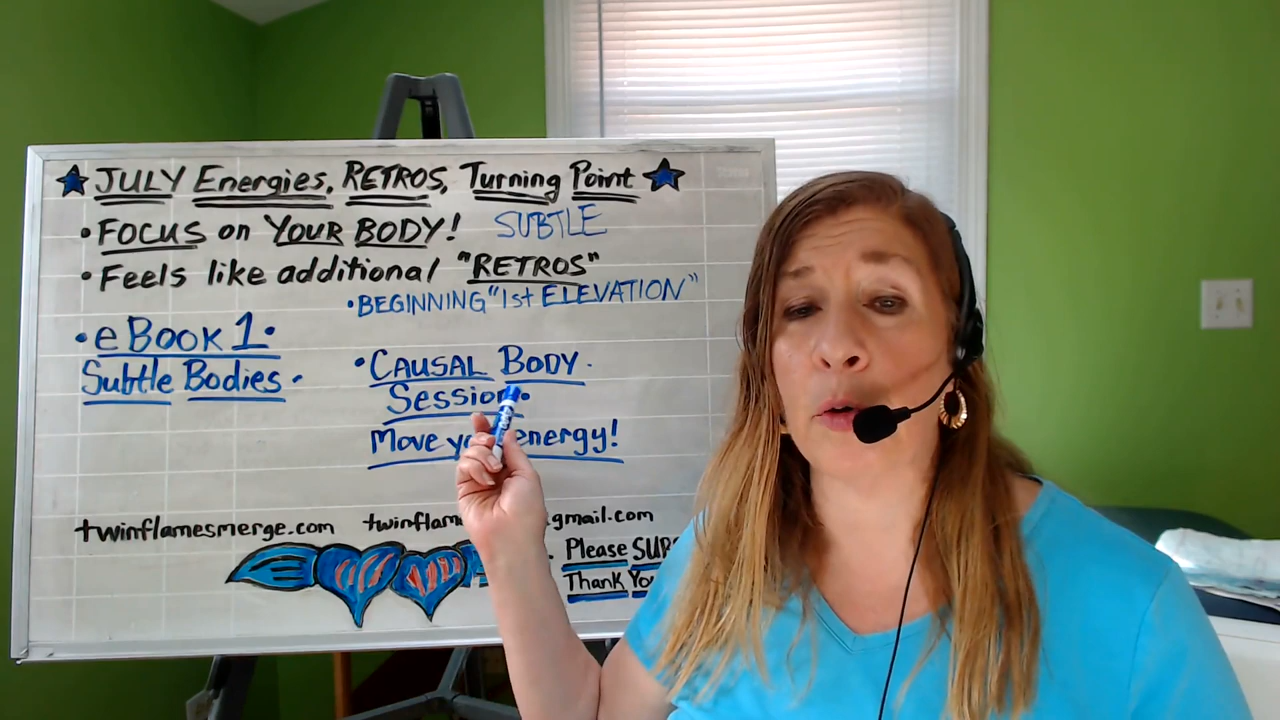 ★ JULY Energies, RETROS, Turning Point ★
• FOCUS on YOUR BODY! SUBTLE
• Feels like additional "RETROS"
• BEGINNING "1st ELEVATION"
• eBook 1 •
Subtle Bodies •
• CAUSAL BODY.
Session
Move energy!
twinflamesmerge.com gmail.com
Please
Thank